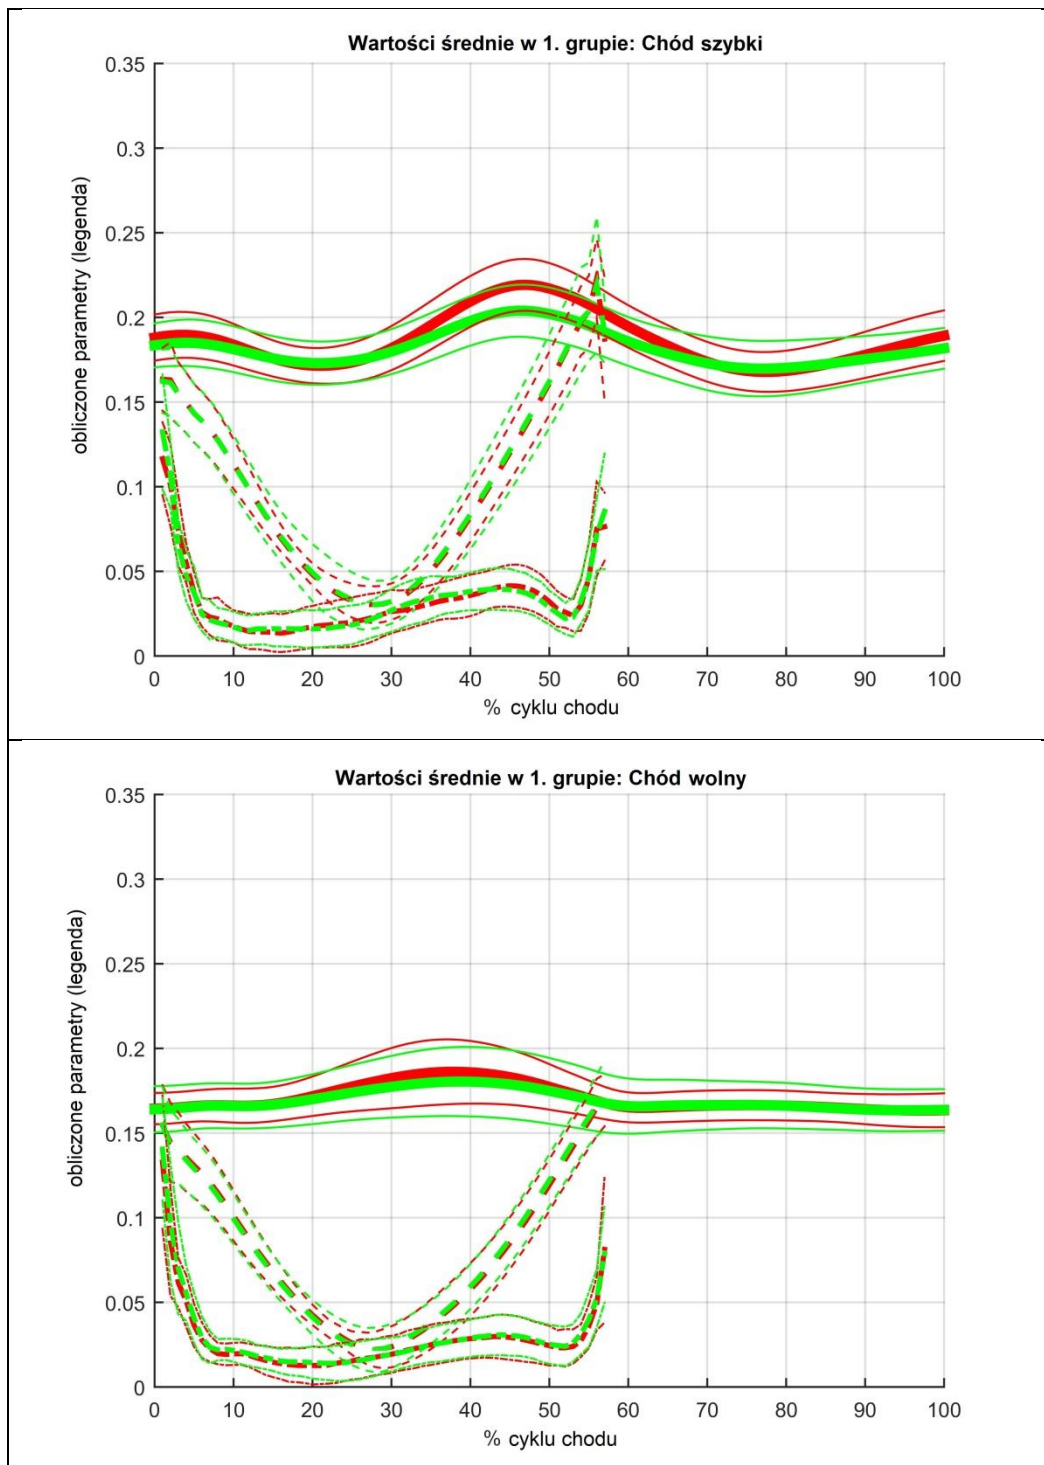 Wartości średnie w 1. grupie: Chód szybki
obliczone parametry (legenda)
0.35
0.3
0.25
0.2
0.15
0.1
0.05
0
0 10 20 30 40 50 60 70 80 90 100
% cyklu chodu
Wartości średnie w 1. grupie: Chód wolny
obliczone parametry (legenda)
0.35
0.3
0.25
0.2
0.15
0.1
0.05
0
0 10 20 30 40 50 60 70 80 90 100
% cyklu chodu